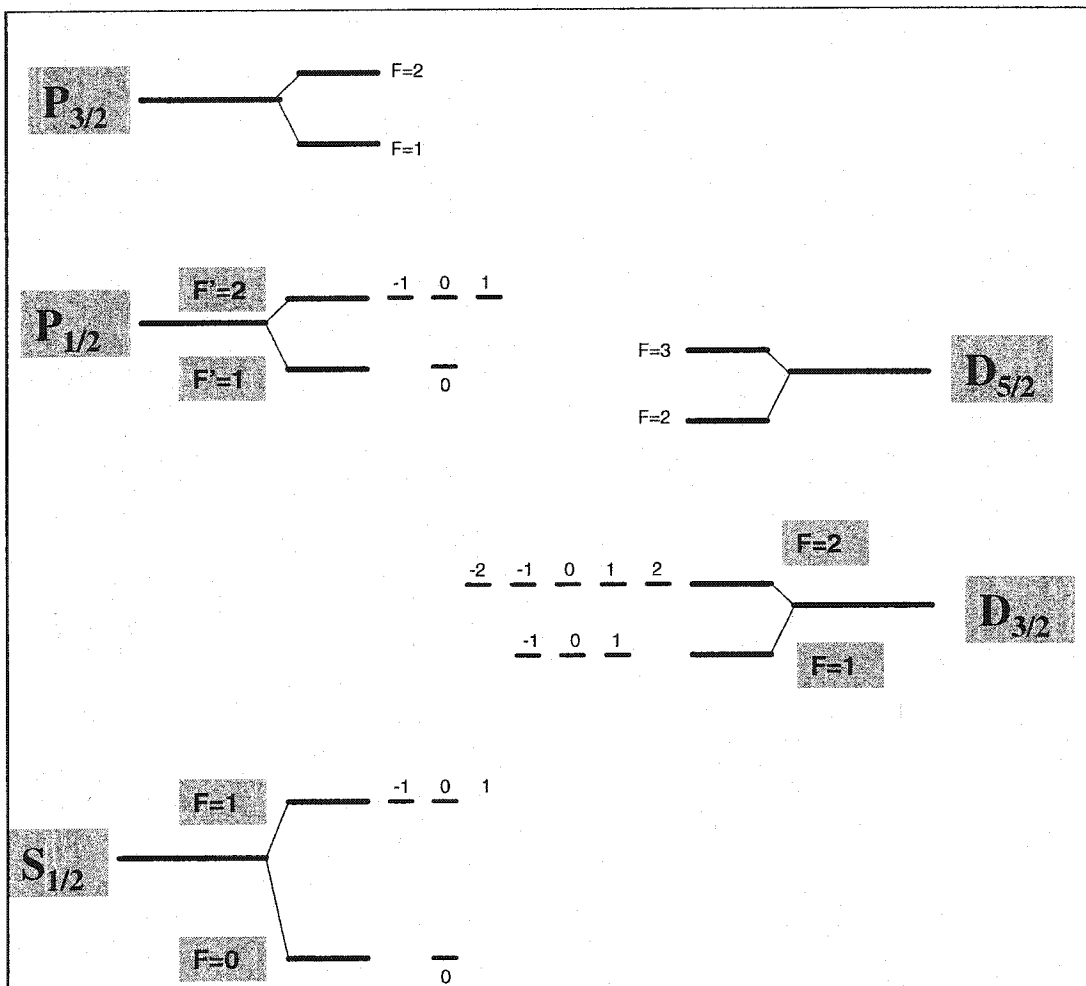 F=2
P3/2
F=1
F'=2
-1 0 1
P1/2
F=3
F'=1
0
D5/2
F=2
F=2
-2 -1 0 1 2
D3/2
-1 0 1
F=1
F=1
-1 0 1
S1/2
F=0
0